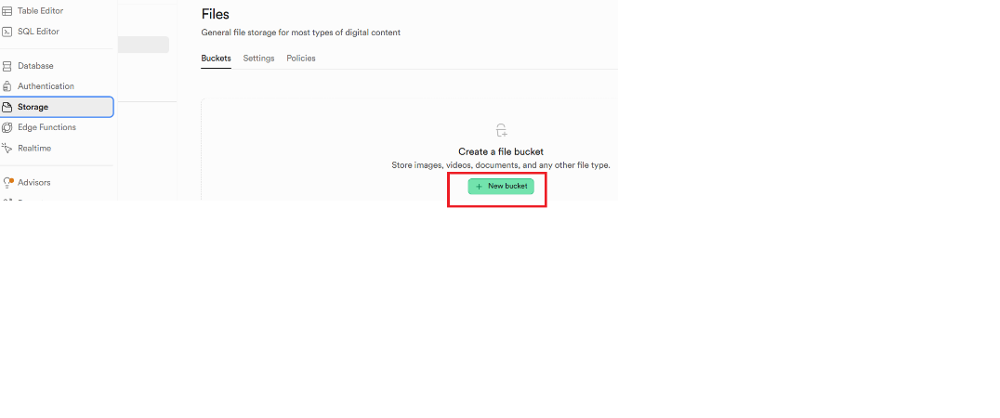 Table Editor
SQL Editor
Database
Authentication
Storage
Edge Functions
Realtime
Advisors
Files
General file storage for most types of digital content
Buckets Settings Policies
Create a file bucket
Store images, videos, documents, and any other file type.
New bucket